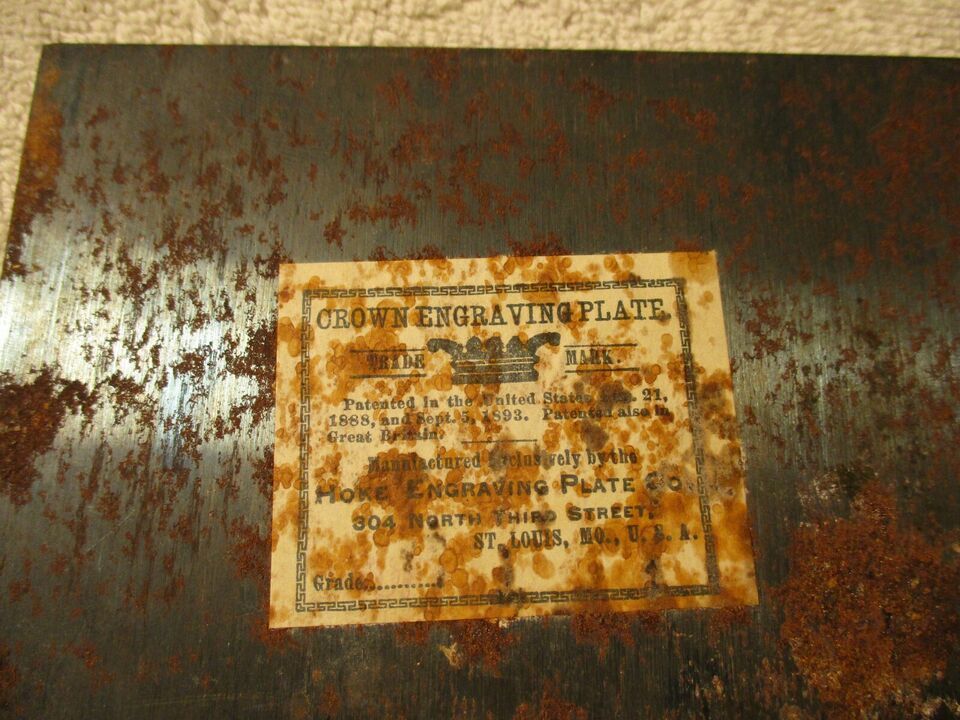 CROWN ENGRAVING PLATE.
TRADE MARK.
Patented in the United States 21,
1888, and Sept. 5, 1893. Patented also in
Great Britain.
Manufactured Exclusively by the
HOKE ENGRAVING PLATE CO.
304 NORTH THIRD STREET,
ST. LOUIS, MO., U. S. A.
Grade............